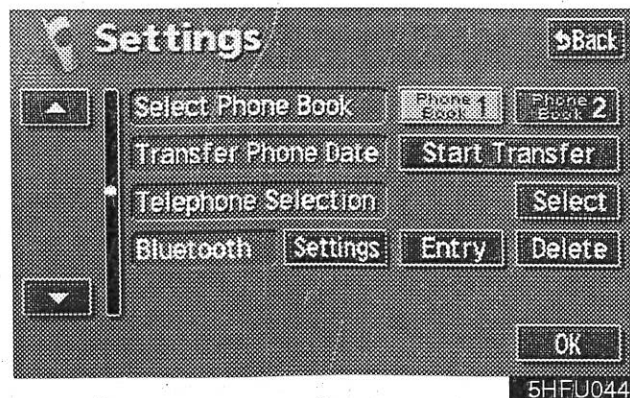 Settings
Back
Select Phone Book Phone Book 1 Phone Book 2
Transfer Phone Date Start Transfer
Telephone Selection Select
Bluetooth Settings Entry Delete
OK
5HFU044